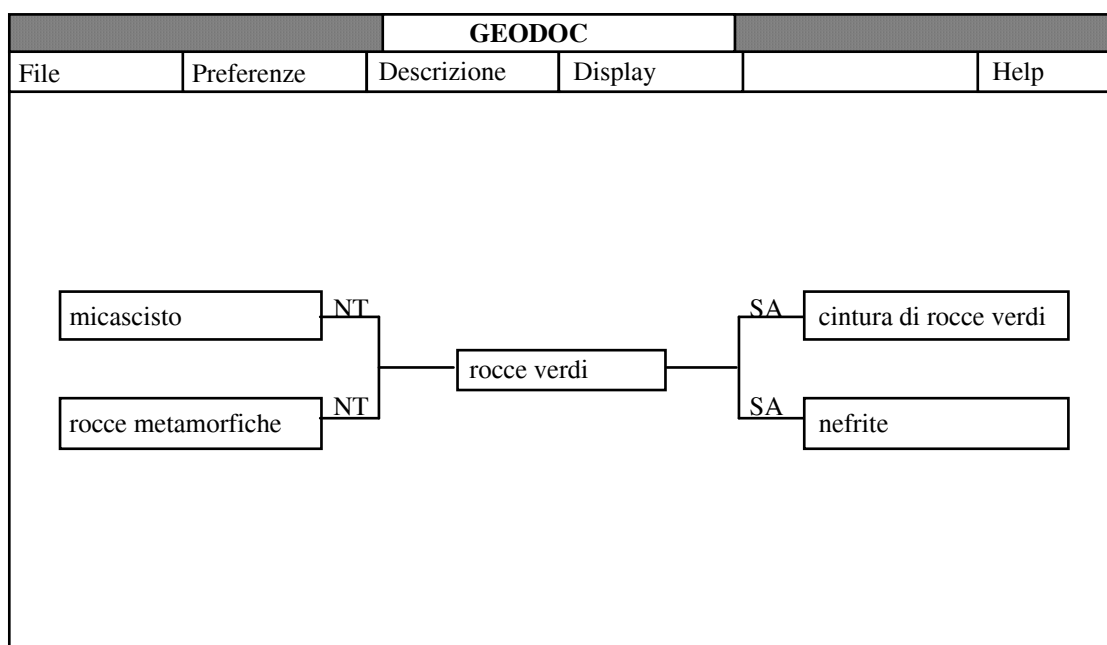 GEODOC
File Preferenze Descrizione Display Help
micascisto NT SA cintura di rocce verdi
rocce verdi
rocce metamorfiche NT SA nefrite